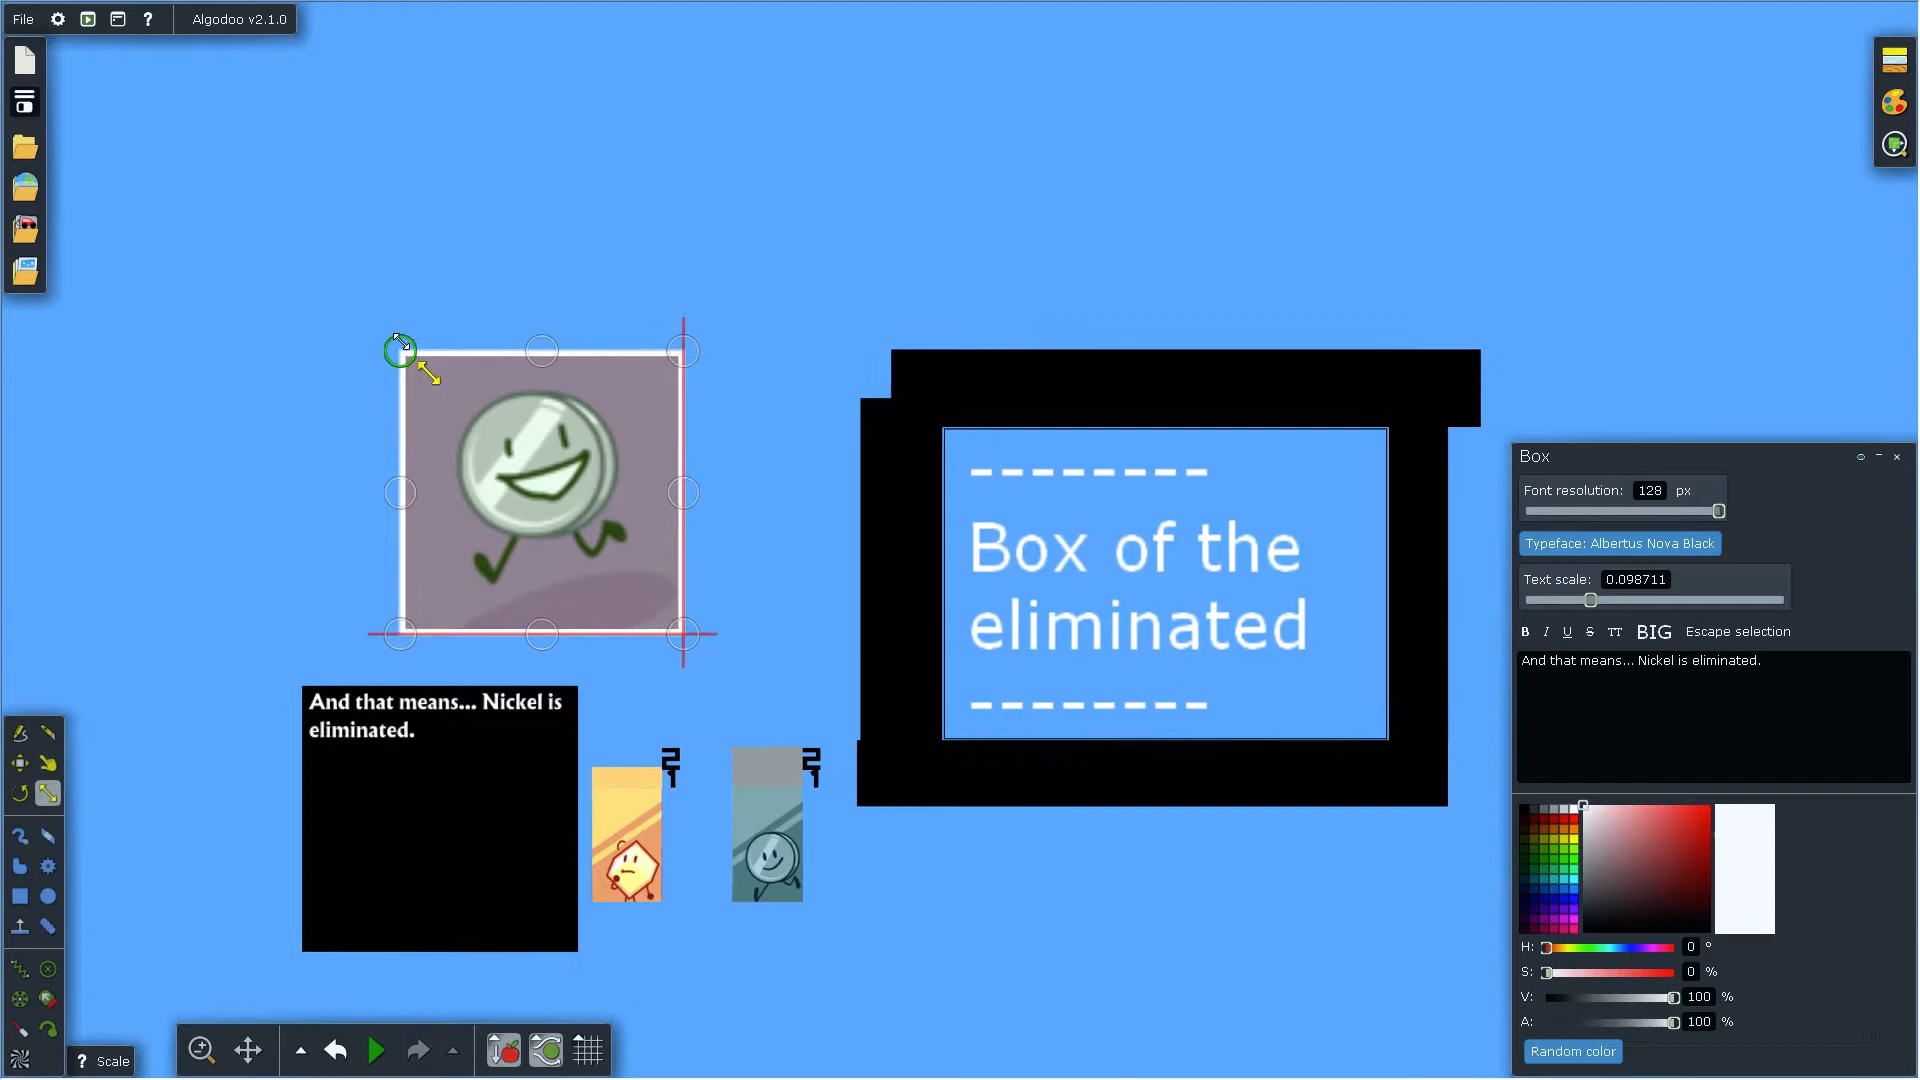 File
?
Algodoo v2.1.0
--------
Box of the
eliminated
--------
And that means... Nickel is
eliminated.
Box
Font resolution: 128 px
Typeface: Albertus Nova Black
Text scale: 0.098711
B I U S TT BIG Escape selection
And that means... Nickel is eliminated.
H: 0 °
S: 0 %
V: 100 %
A: 100 %
Random color
? Scale